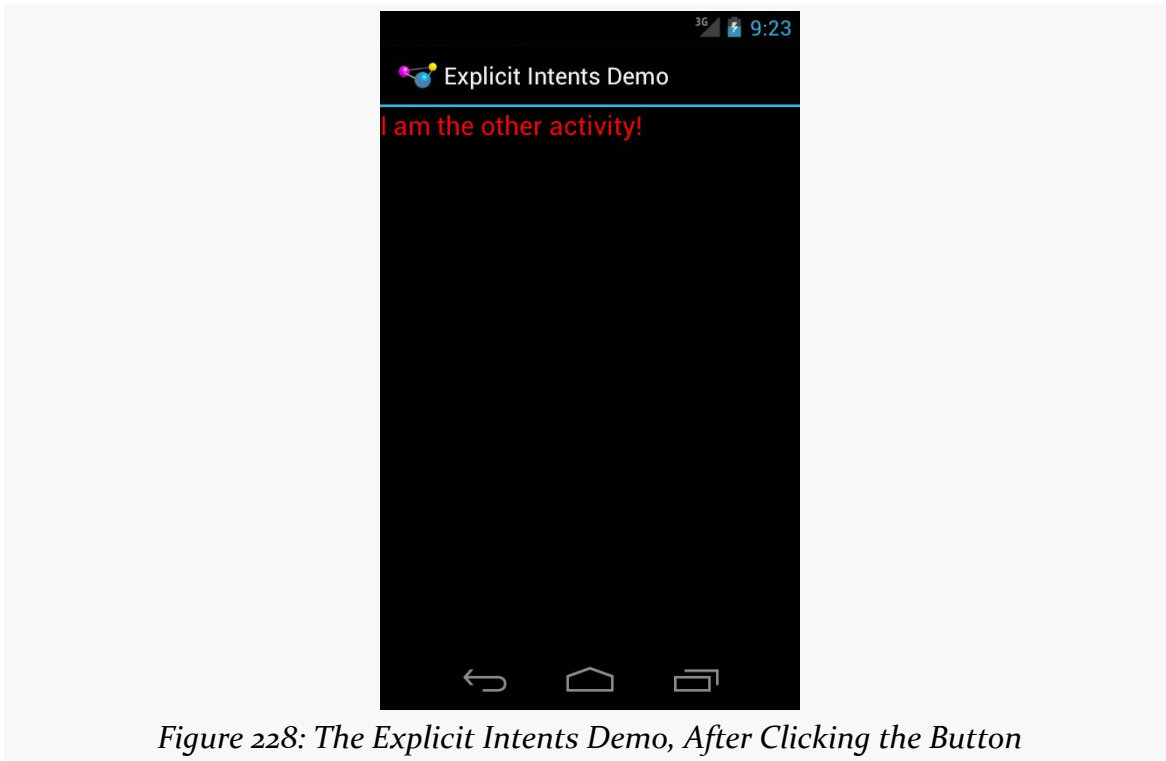 3G 9:23
Explicit Intents Demo
I am the other activity!
Figure 228: The Explicit Intents Demo, After Clicking the Button